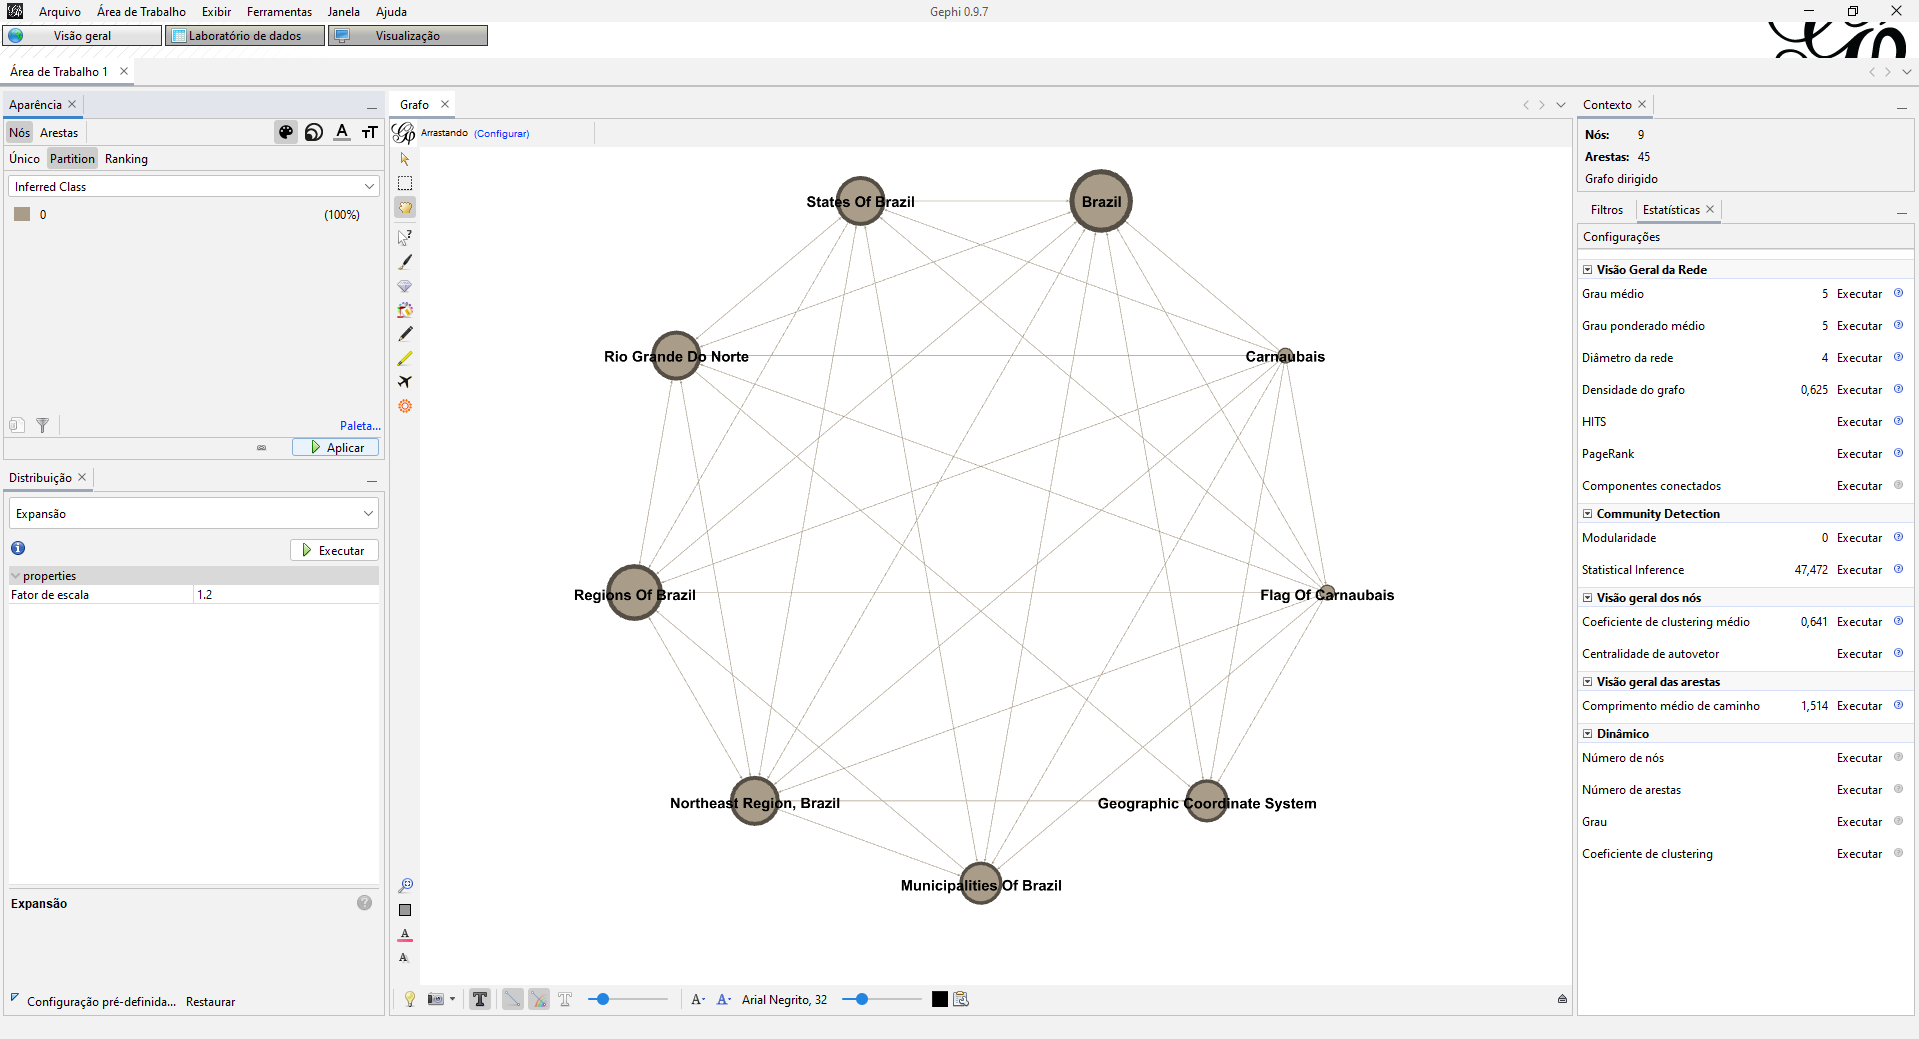 Arquivo Área de Trabalho Exibir Ferramentas Janela Ajuda
Gephi 0.9.7
Visão geral
Laboratório de dados
Visualização
Área de Trabalho 1
Aparência
Nós Arestas
Único Partition Ranking
Inferred Class
0 (100%)
Paleta...
Aplicar
Distribuição
Expansão
Executar
properties
Fator de escala 1.2
Expansão
Configuração pré-definida... Restaurar
Grafo
Arrastando (Configurar)
States Of Brazil
Brazil
Rio Grande Do Norte
Carnaubais
Regions Of Brazil
Flag Of Carnaubais
Northeast Region, Brazil
Geographic Coordinate System
Municipalities Of Brazil
Arial Negrito, 32
Contexto
Nós: 9
Arestas: 45
Grafo dirigido
Filtros Estatísticas
Configurações
Visão Geral da Rede
Grau médio 5 Executar
Grau ponderado médio 5 Executar
Diâmetro da rede 4 Executar
Densidade do grafo 0,625 Executar
HITS Executar
PageRank Executar
Componentes conectados Executar
Community Detection
Modularidade 0 Executar
Statistical Inference 47,472 Executar
Visão geral dos nós
Coeficiente de clustering médio 0,641 Executar
Centralidade de autovetor Executar
Visão geral das arestas
Comprimento médio de caminho 1,514 Executar
Dinâmico
Número de nós Executar
Número de arestas Executar
Grau Executar
Coeficiente de clustering Executar